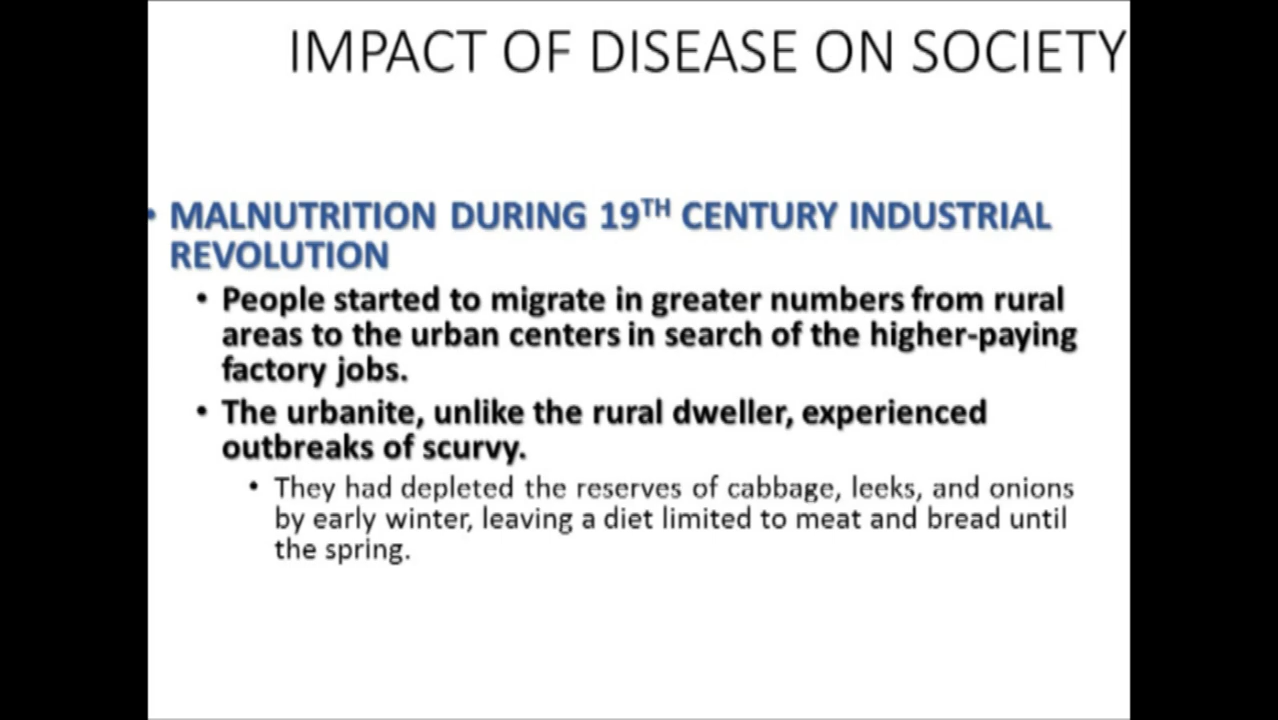 IMPACT OF DISEASE ON SOCIETY
• MALNUTRITION DURING 19TH CENTURY INDUSTRIAL
REVOLUTION
• People started to migrate in greater numbers from rural
areas to the urban centers in search of the higher-paying
factory jobs.
• The urbanite, unlike the rural dweller, experienced
outbreaks of scurvy.
• They had depleted the reserves of cabbage, leeks, and onions
by early winter, leaving a diet limited to meat and bread until
the spring.